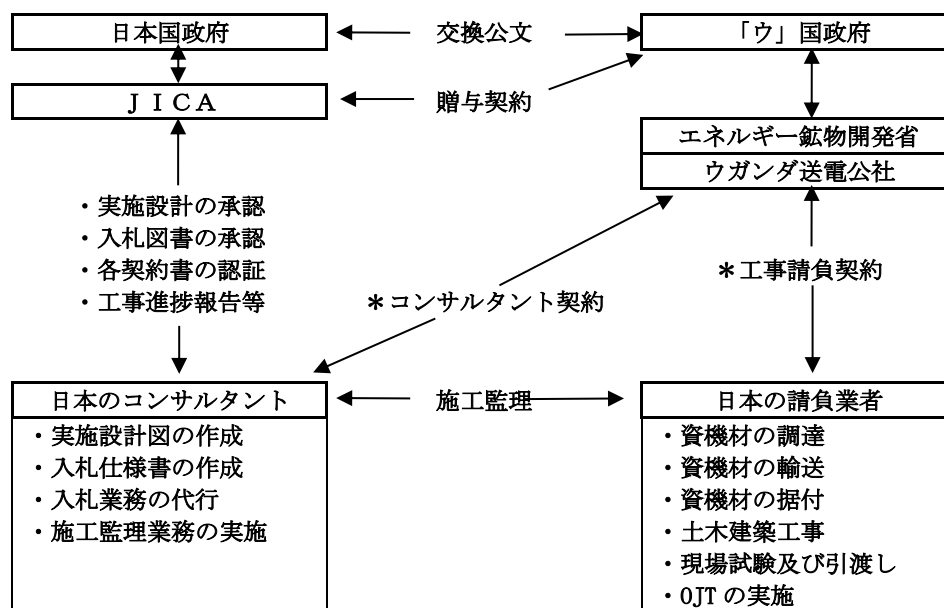 日本国政府
交換公文
「ウ」国政府
JICA
贈与契約
エネルギー鉱物開発省
ウガンダ送電公社
・実施設計の承認
・入札図書の承認
・各契約書の認証
・工事進捗報告等
＊工事請負契約
＊コンサルタント契約
日本のコンサルタント
施工監理
日本の請負業者
・実施設計図の作成
・入札仕様書の作成
・入札業務の代行
・施工監理業務の実施
・資機材の調達
・資機材の輸送
・資機材の据付
・土木建築工事
・現場試験及び引渡し
・OJTの実施